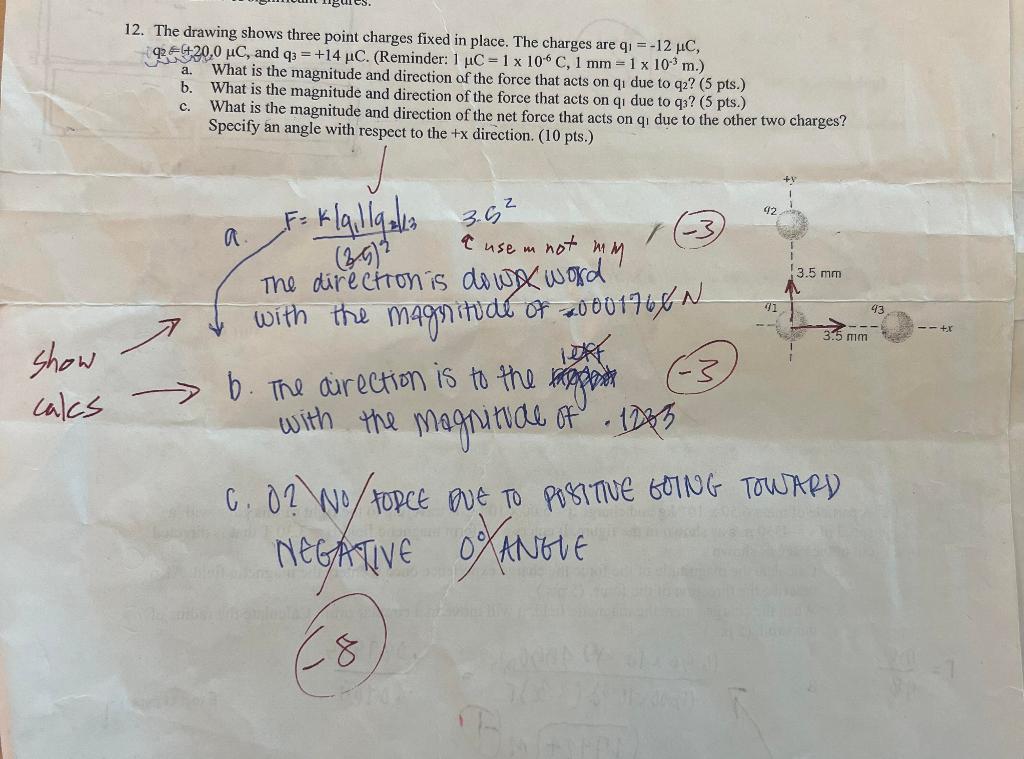 significant figures.
12. The drawing shows three point charges fixed in place. The charges are q₁ = -12 μC,
q₂ = +20.0 μC, and q₃ = +14 μC. (Reminder: 1 μC = 1 x 10⁻⁶ C, 1 mm = 1 x 10⁻³ m.)
a. What is the magnitude and direction of the force that acts on q₁ due to q₂? (5 pts.)
b. What is the magnitude and direction of the force that acts on q₁ due to q₃? (5 pts.)
c. What is the magnitude and direction of the net force that acts on q₁ due to the other two charges?
Specify an angle with respect to the +x direction. (10 pts.)
a. F= K|q₁||q₂|
(3.5)²
3.5²
↑ use m not mm
-3
The direction is downword
with the magnitude of
N
show
calcs
b. The direction is to the left
with the magnitude of
-3
C. 0? NO FORCE DUE TO POSITIVE GOING TOWARD
NEGATIVE 0° ANGLE
-8
+y
q2
3.5 mm
q1
q3
+x
3.5 mm